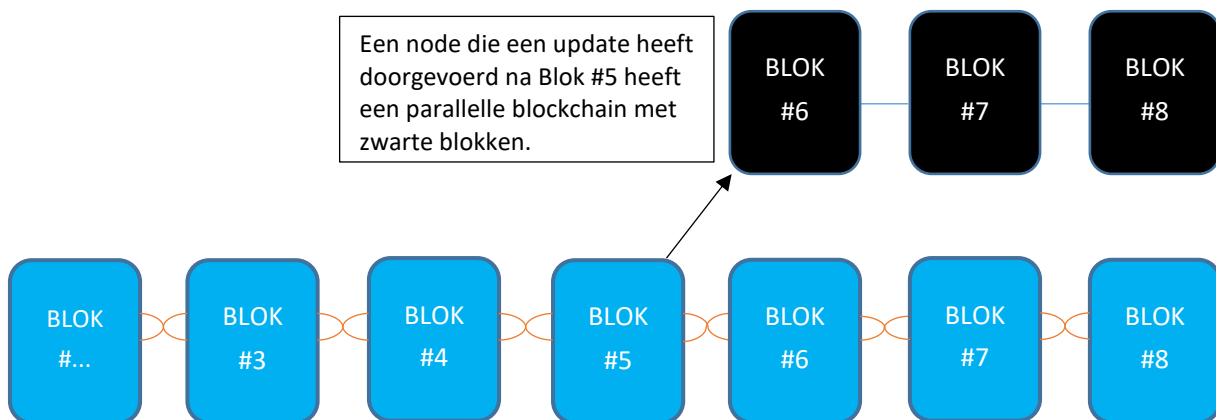 Een node die een update heeft
doorgevoerd na Blok #5 heeft
een parallelle blockchain met
zwarte blokken.
BLOK
#6
BLOK
#7
BLOK
#8
BLOK
#...
BLOK
#3
BLOK
#4
BLOK
#5
BLOK
#6
BLOK
#7
BLOK
#8